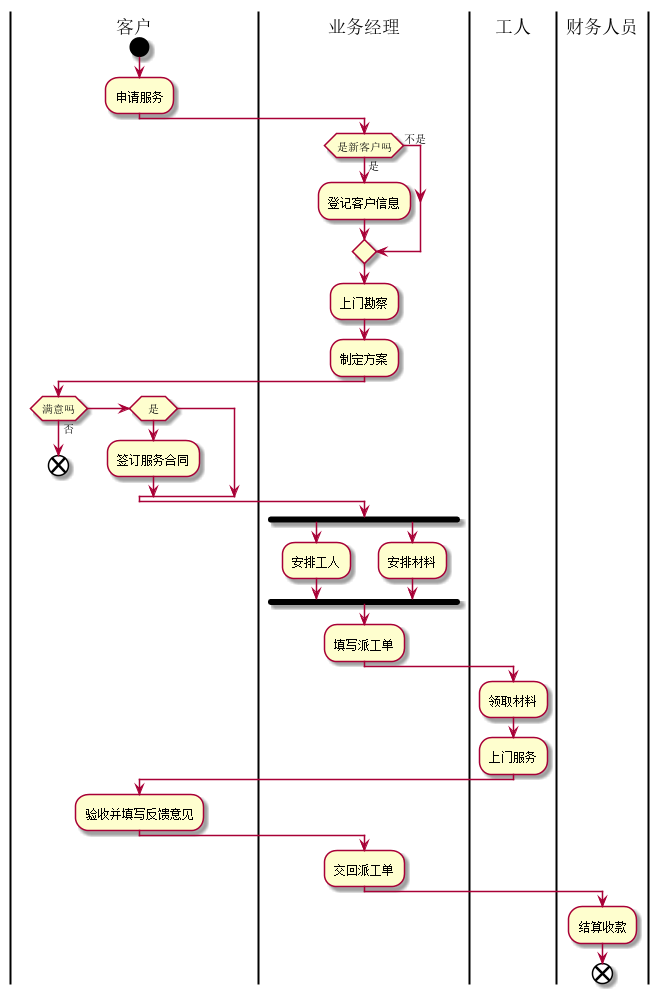 客户
业务经理
工人
财务人员
申请服务
是新客户吗
不是
是
登记客户信息
上门勘察
制定方案
满意吗
是
否
签订服务合同
安排工人
安排材料
填写派工单
领取材料
上门服务
验收并填写反馈意见
交回派工单
结算收款